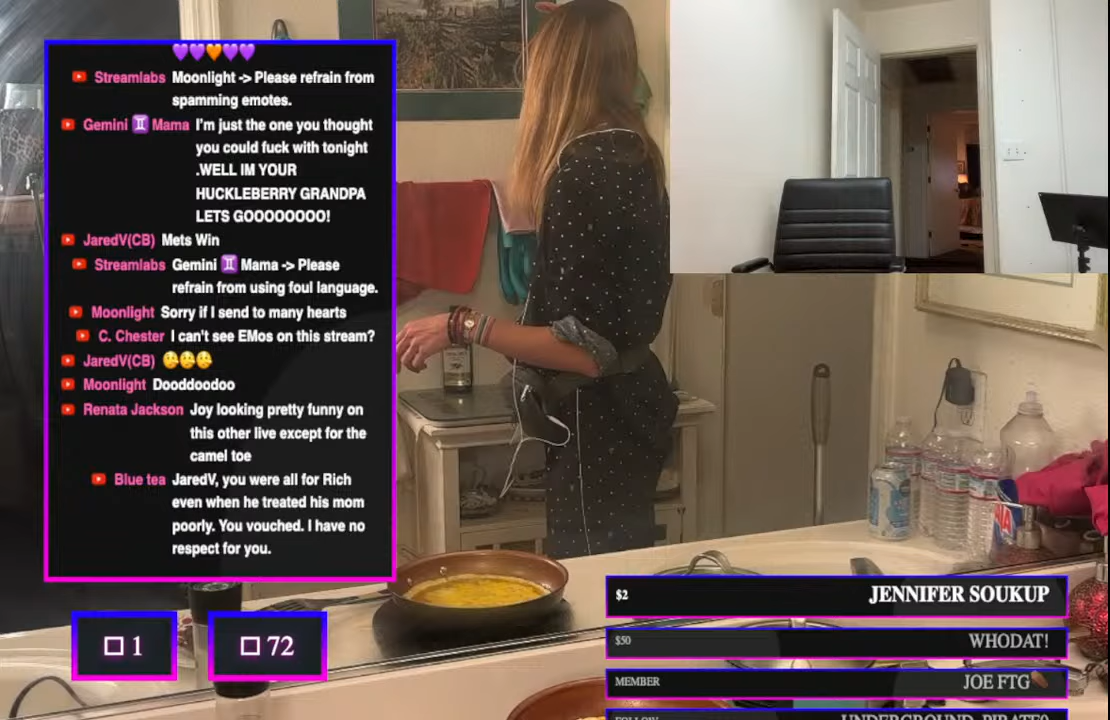 Streamlabs Moonlight -> Please refrain from
spamming emotes.
Gemini ♊ Mama I'm just the one you thought
you could fuck with tonight
.WELL IM YOUR
HUCKLEBERRY GRANDPA
LETS GOOOOOOOO!
JaredV(CB) Mets Win
Streamlabs Gemini ♊ Mama -> Please
refrain from using foul language.
Moonlight Sorry if I send to many hearts
C. Chester I can't see EMos on this stream?
JaredV(CB)
Moonlight Dooddoodoo
Renata Jackson Joy looking pretty funny on
this other live except for the
camel toe
Blue tea JaredV, you were all for Rich
even when he treated his mom
poorly. You vouched. I have no
respect for you.
1
72
$2 JENNIFER SOUKUP
$50 WHODAT!
MEMBER JOE FTG
FOLLOW UNDERGROUND_PIRATES